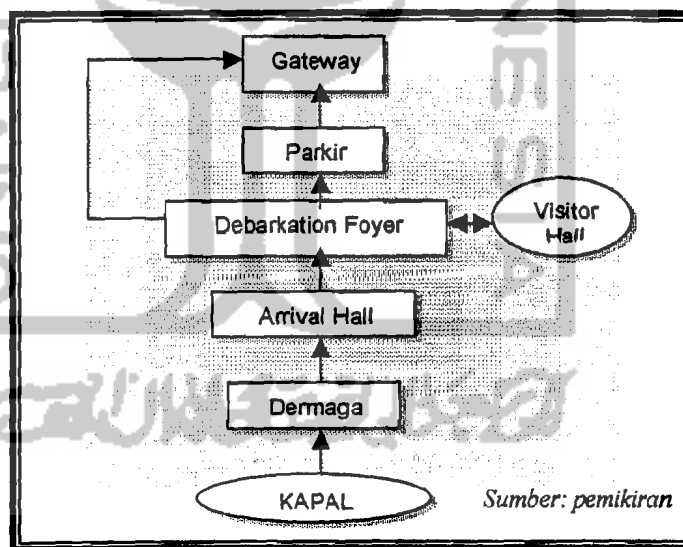 Gateway
Parkir
Debarkation Foyer
Visitor
Hall
Arrival Hall
Dermaga
KAPAL
Sumber: pemikiran